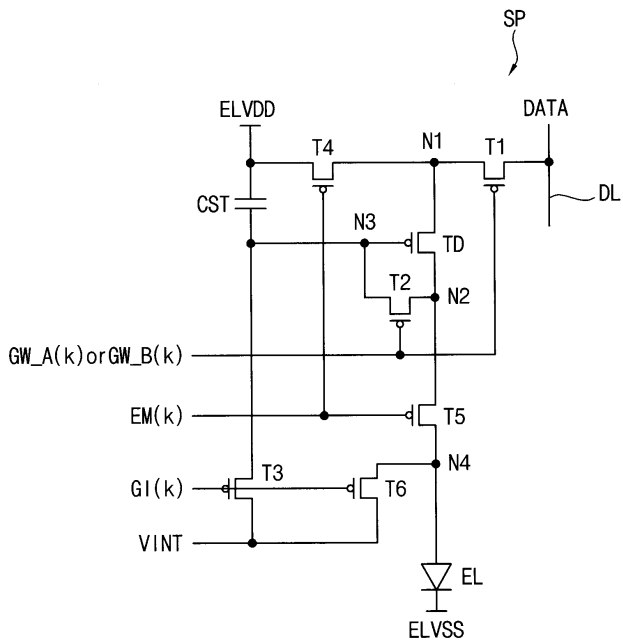 SP
ELVDD
DATA
T4
N1
T1
CST
DL
N3
TD
T2
N2
GW_A(k)orGW_B(k)
EM(k)
T5
T3
N4
GI(k)
T6
VINT
EL
ELVSS